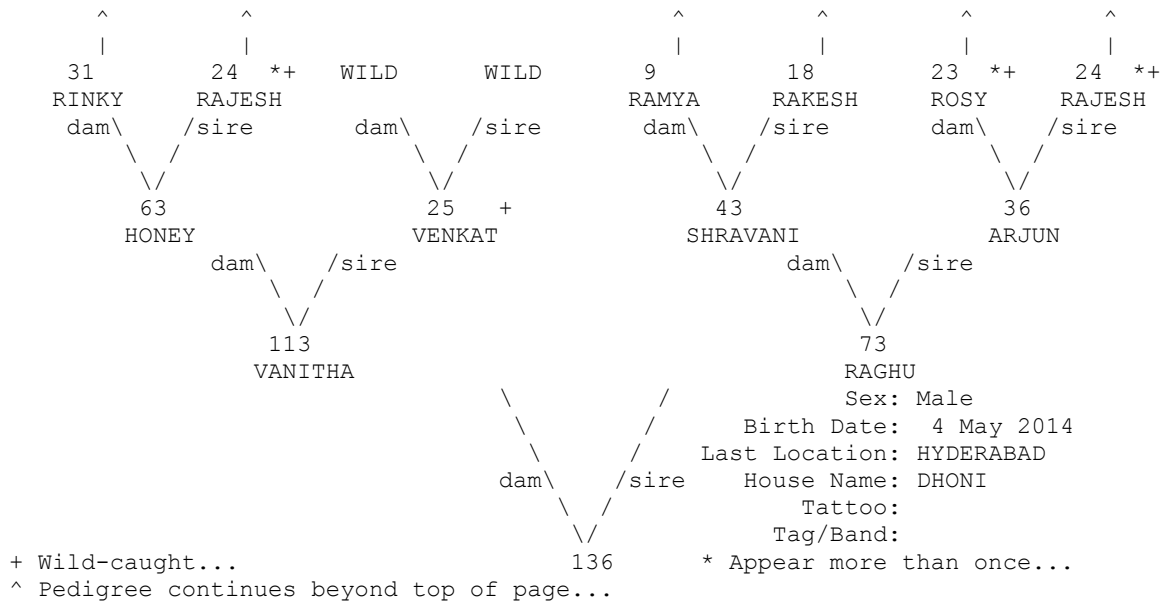 ^ ^ ^ ^ ^ ^
| | | | | |
31 24 *+ WILD WILD 9 18 23 *+ 24 *+
RINKY RAJESH RAMYA RAKESH ROSY RAJESH
dam\ /sire dam\ /sire dam\ /sire dam\ /sire
\ / \ / \ / \ /
\/ \/ \/ \/
63 25 + 43 36
HONEY VENKAT SHRAVANI ARJUN
dam\ /sire dam\ /sire
\ / \ /
\/ \/
113 73
VANITHA RAGHU
\ / Sex: Male
\ / Birth Date: 4 May 2014
\ / Last Location: HYDERABAD
dam\ /sire House Name: DHONI
\ / Tattoo:
\/ Tag/Band:
+ Wild-caught... 136 * Appear more than once...
^ Pedigree continues beyond top of page...